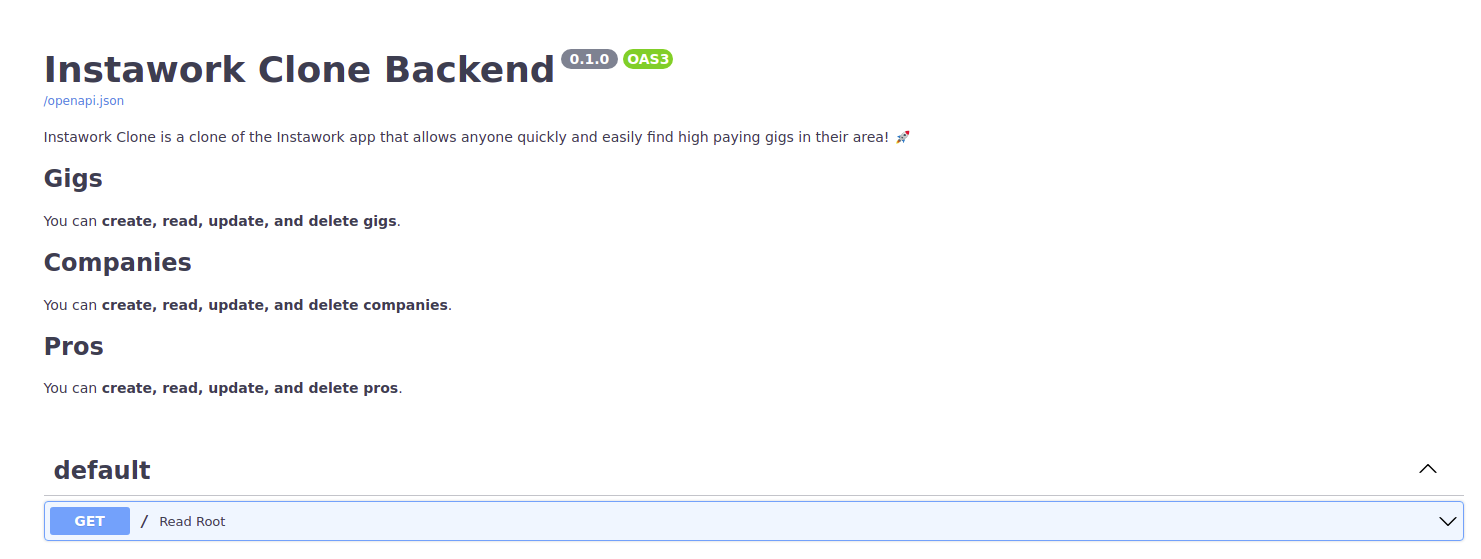 Instawork Clone Backend 0.1.0 OAS3
/openapi.json
Instawork Clone is a clone of the Instawork app that allows anyone quickly and easily find high paying gigs in their area! 🚀
Gigs
You can create, read, update, and delete gigs.
Companies
You can create, read, update, and delete companies.
Pros
You can create, read, update, and delete pros.
default
GET / Read Root